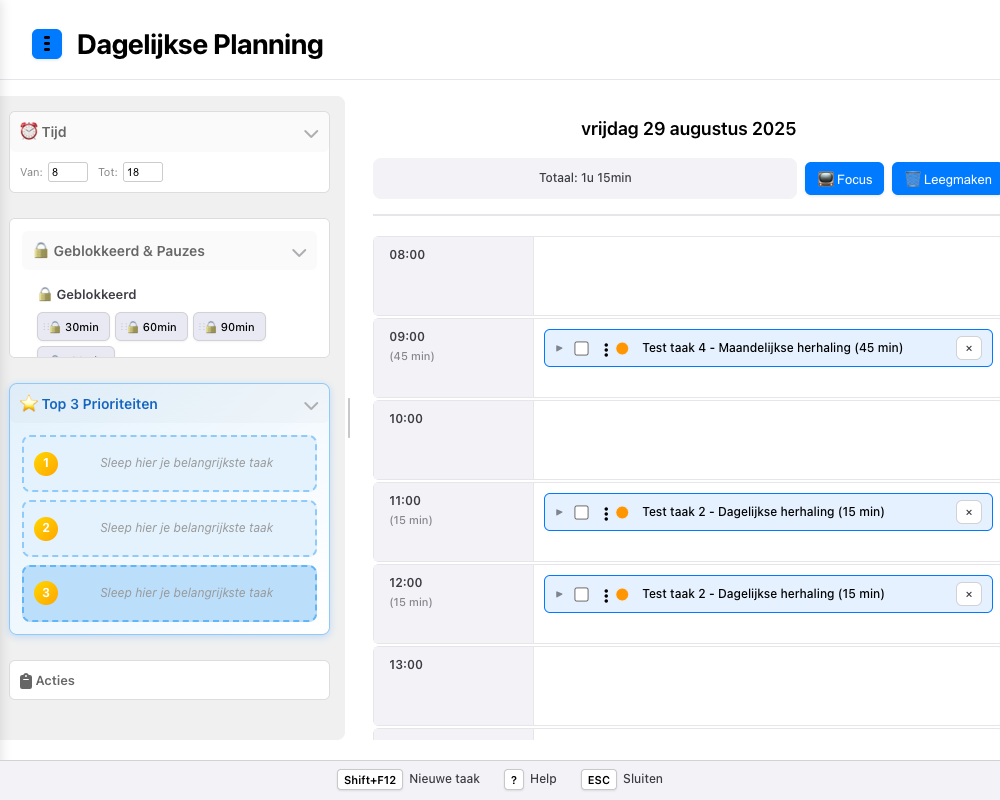 Dagelijkse Planning
Tijd
Van: 8 Tot: 18
Geblokkeerd & Pauzes
Geblokkeerd
30min 60min 90min
Top 3 Prioriteiten
1 Sleep hier je belangrijkste taak
2 Sleep hier je belangrijkste taak
3 Sleep hier je belangrijkste taak
Acties
vrijdag 29 augustus 2025
Totaal: 1u 15min Focus Leegmaken
08:00
09:00
(45 min)
Test taak 4 - Maandelijkse herhaling (45 min) ×
10:00
11:00
(15 min)
Test taak 2 - Dagelijkse herhaling (15 min) ×
12:00
(15 min)
Test taak 2 - Dagelijkse herhaling (15 min) ×
13:00
Shift+F12 Nieuwe taak ? Help ESC Sluiten